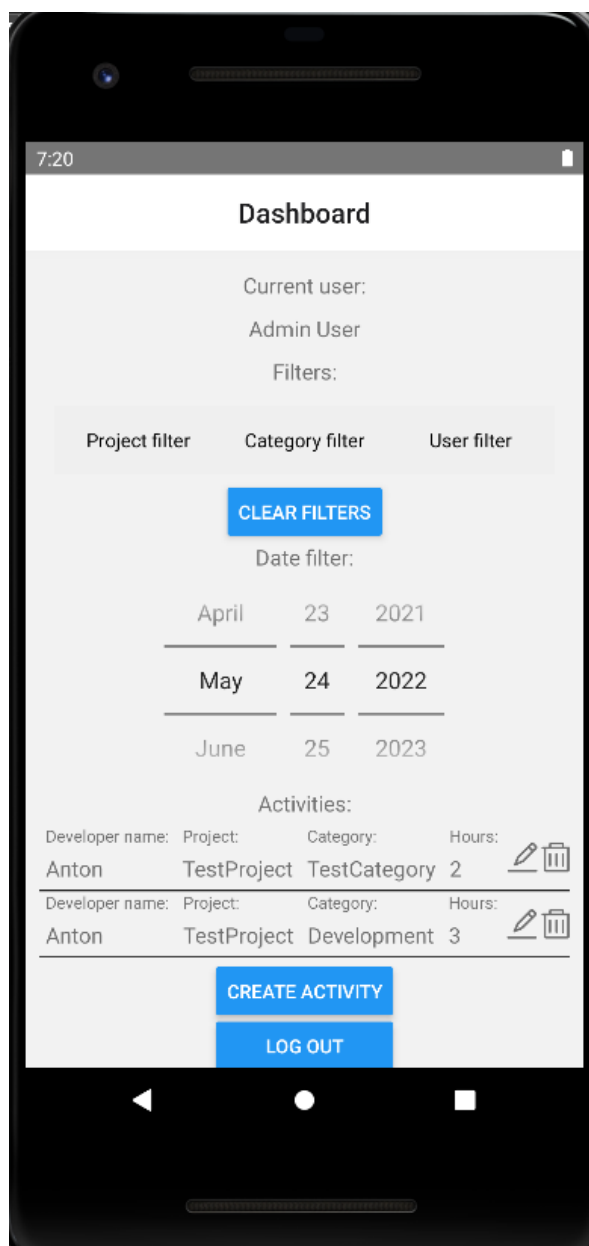 7:20
Dashboard
Current user:
Admin User
Filters:
Project filter Category filter User filter
CLEAR FILTERS
Date filter:
April 23 2021
May 24 2022
June 25 2023
Activities:
Developer name: Project: Category: Hours:
Anton TestProject TestCategory 2
Developer name: Project: Category: Hours:
Anton TestProject Development 3
CREATE ACTIVITY
LOG OUT